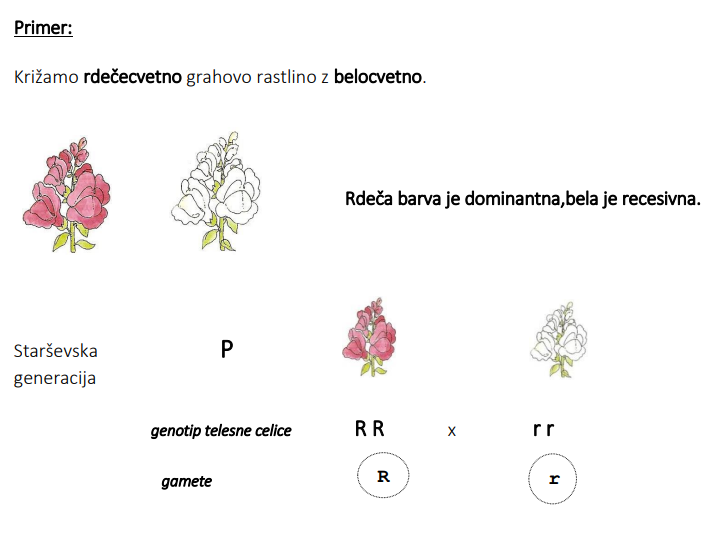 Primer:
Križamo rdečecvetno grahovo rastlino z belocvetno.
Rdeča barva je dominantna,bela je recesivna.
Starševska P
generacija
genotip telesne celice R R x r r
gamete R r